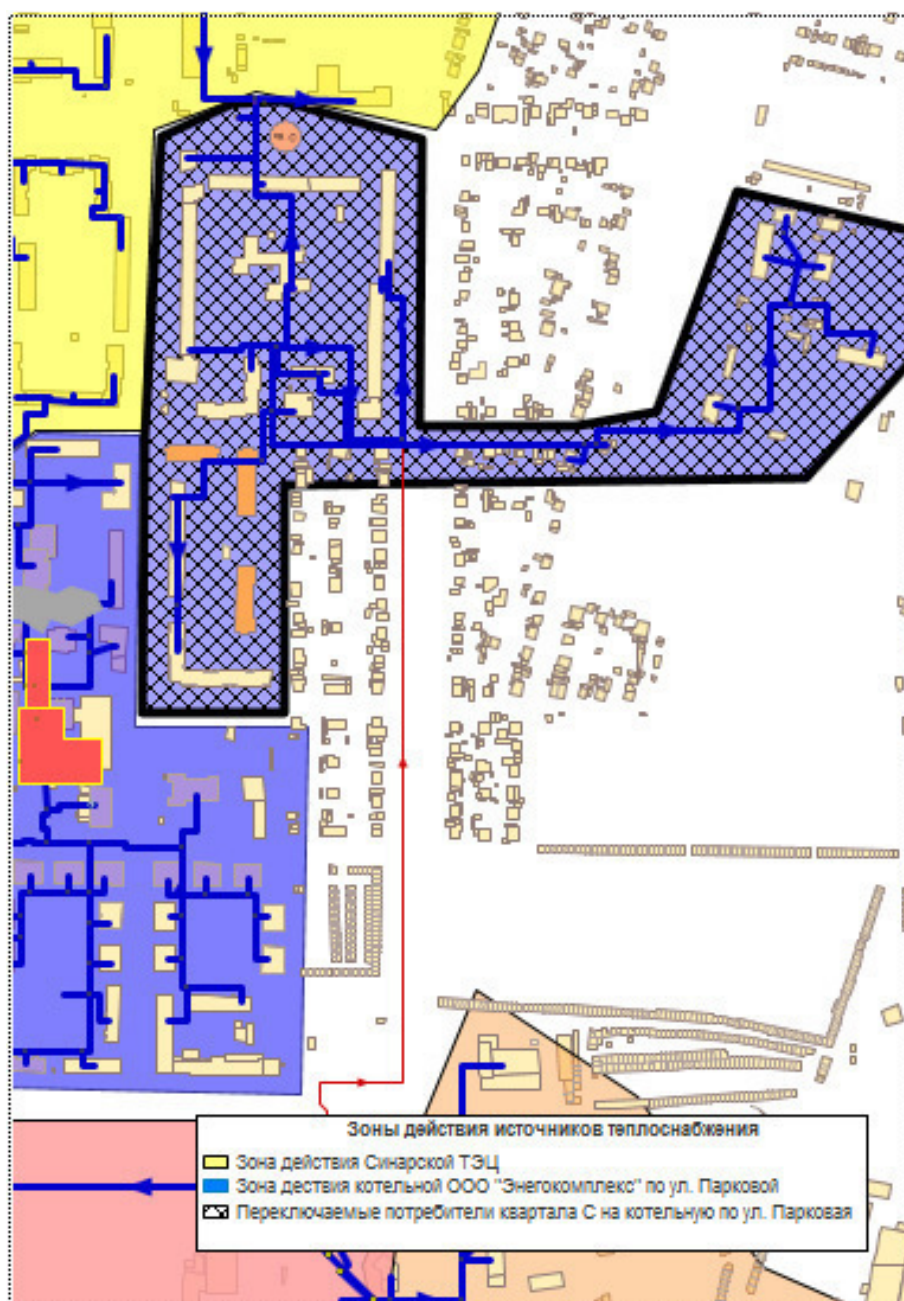 Зоны действия источников теплоснабжения
Зона действия Синарской ТЭЦ
Зона дествия котельной ООО "Энегокомплекс" по ул. Парковой
Переключаемые потребители квартала С на котельную по ул. Парковая